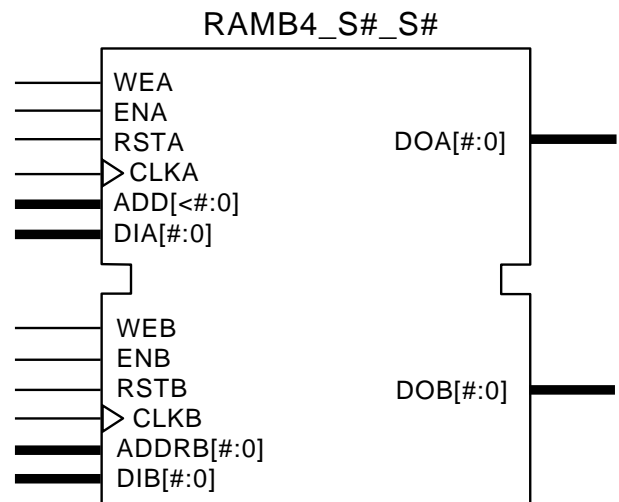 RAMB4_S#_S#
WEA
ENA
RSTA
DOA[#:0]
CLKA
ADD[<#:0]
DIA[#:0]
WEB
ENB
RSTB
DOB[#:0]
CLKB
ADDRB[#:0]
DIB[#:0]